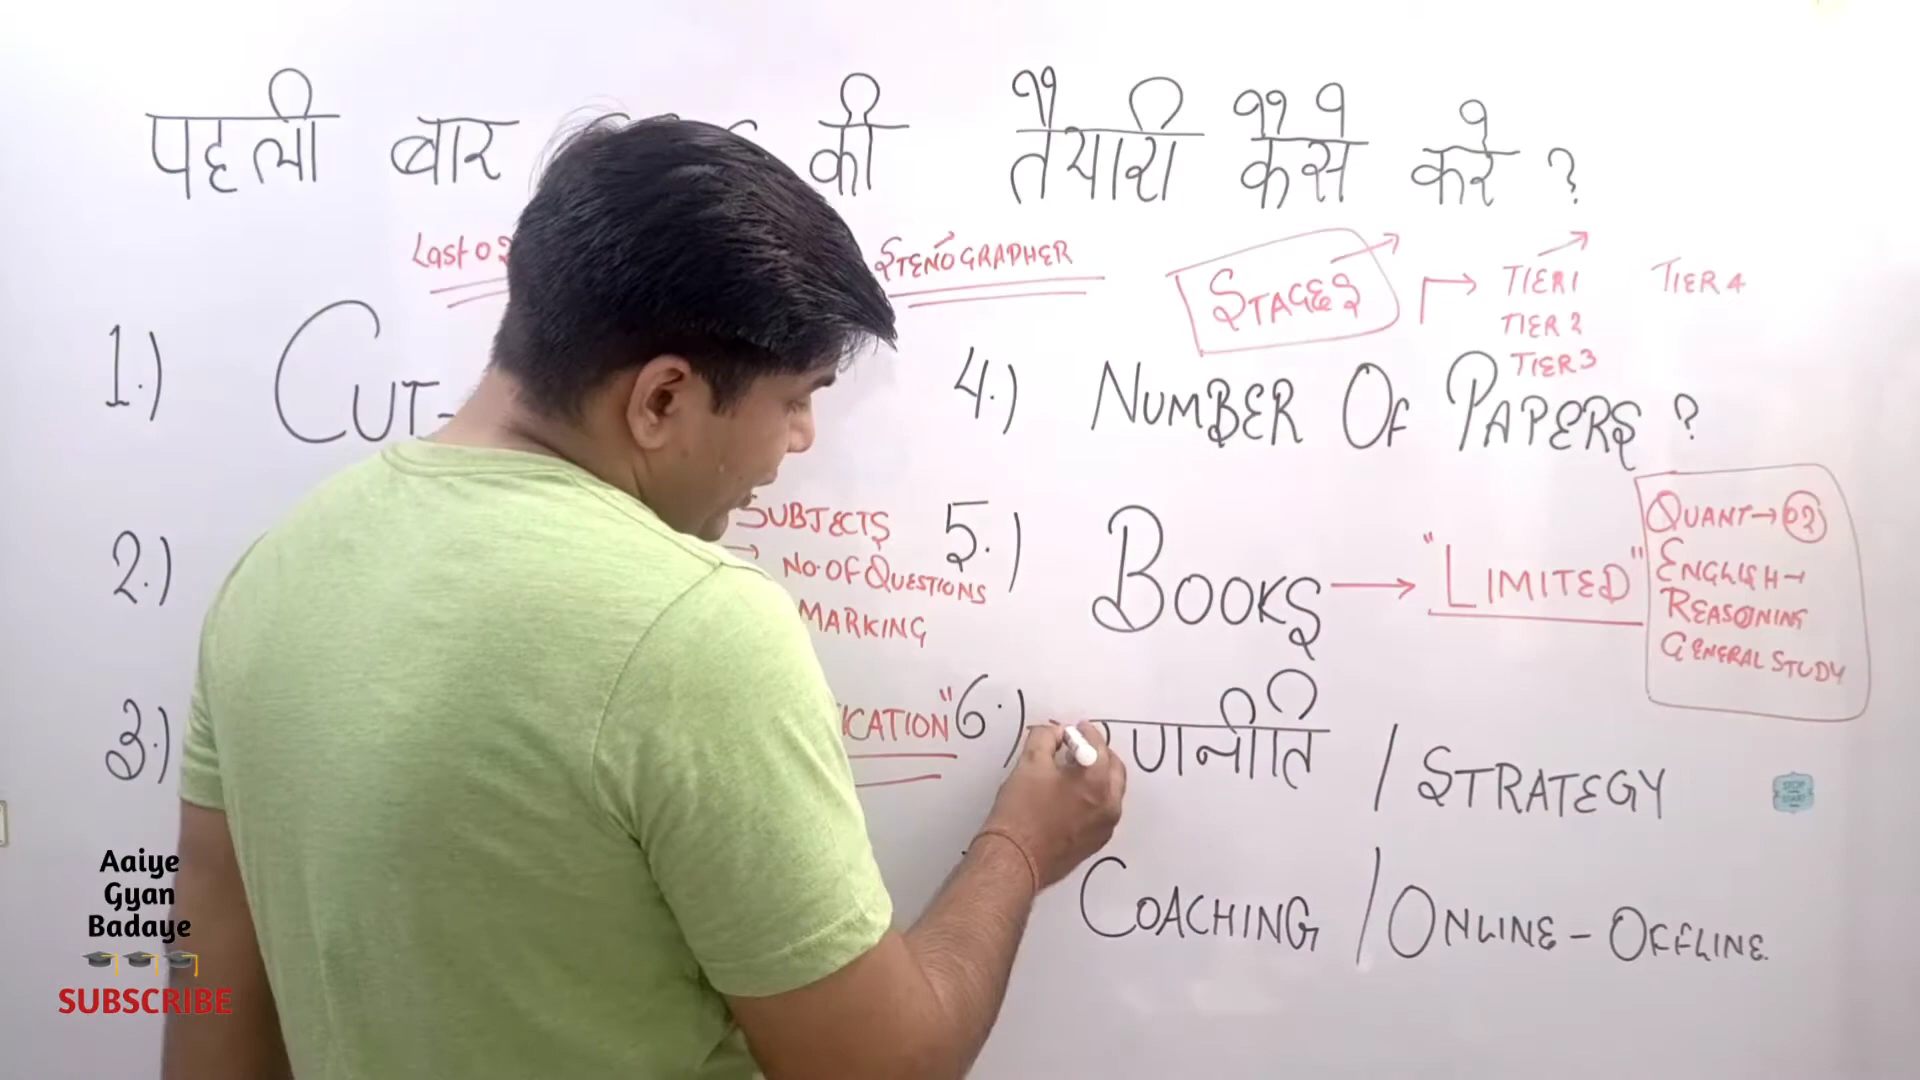 पहली बार की तैयारी कैसे करे ?
Last 02
STENOGRAPHER
STAGES
TIER 1
TIER 2
TIER 3
TIER 4
1.) CUT-
2.)
SUBJECTS
NO. OF QUESTIONS
MARKING
3.)
4.) NUMBER OF PAPERS ?
5.) BOOKS → "LIMITED"
QUANT → 02
ENGLISH →
REASONING
GENERAL STUDY
6.) रणनीति / STRATEGY
COACHING / ONLINE - OFFLINE
Aaiye
Gyan
Badaye
SUBSCRIBE